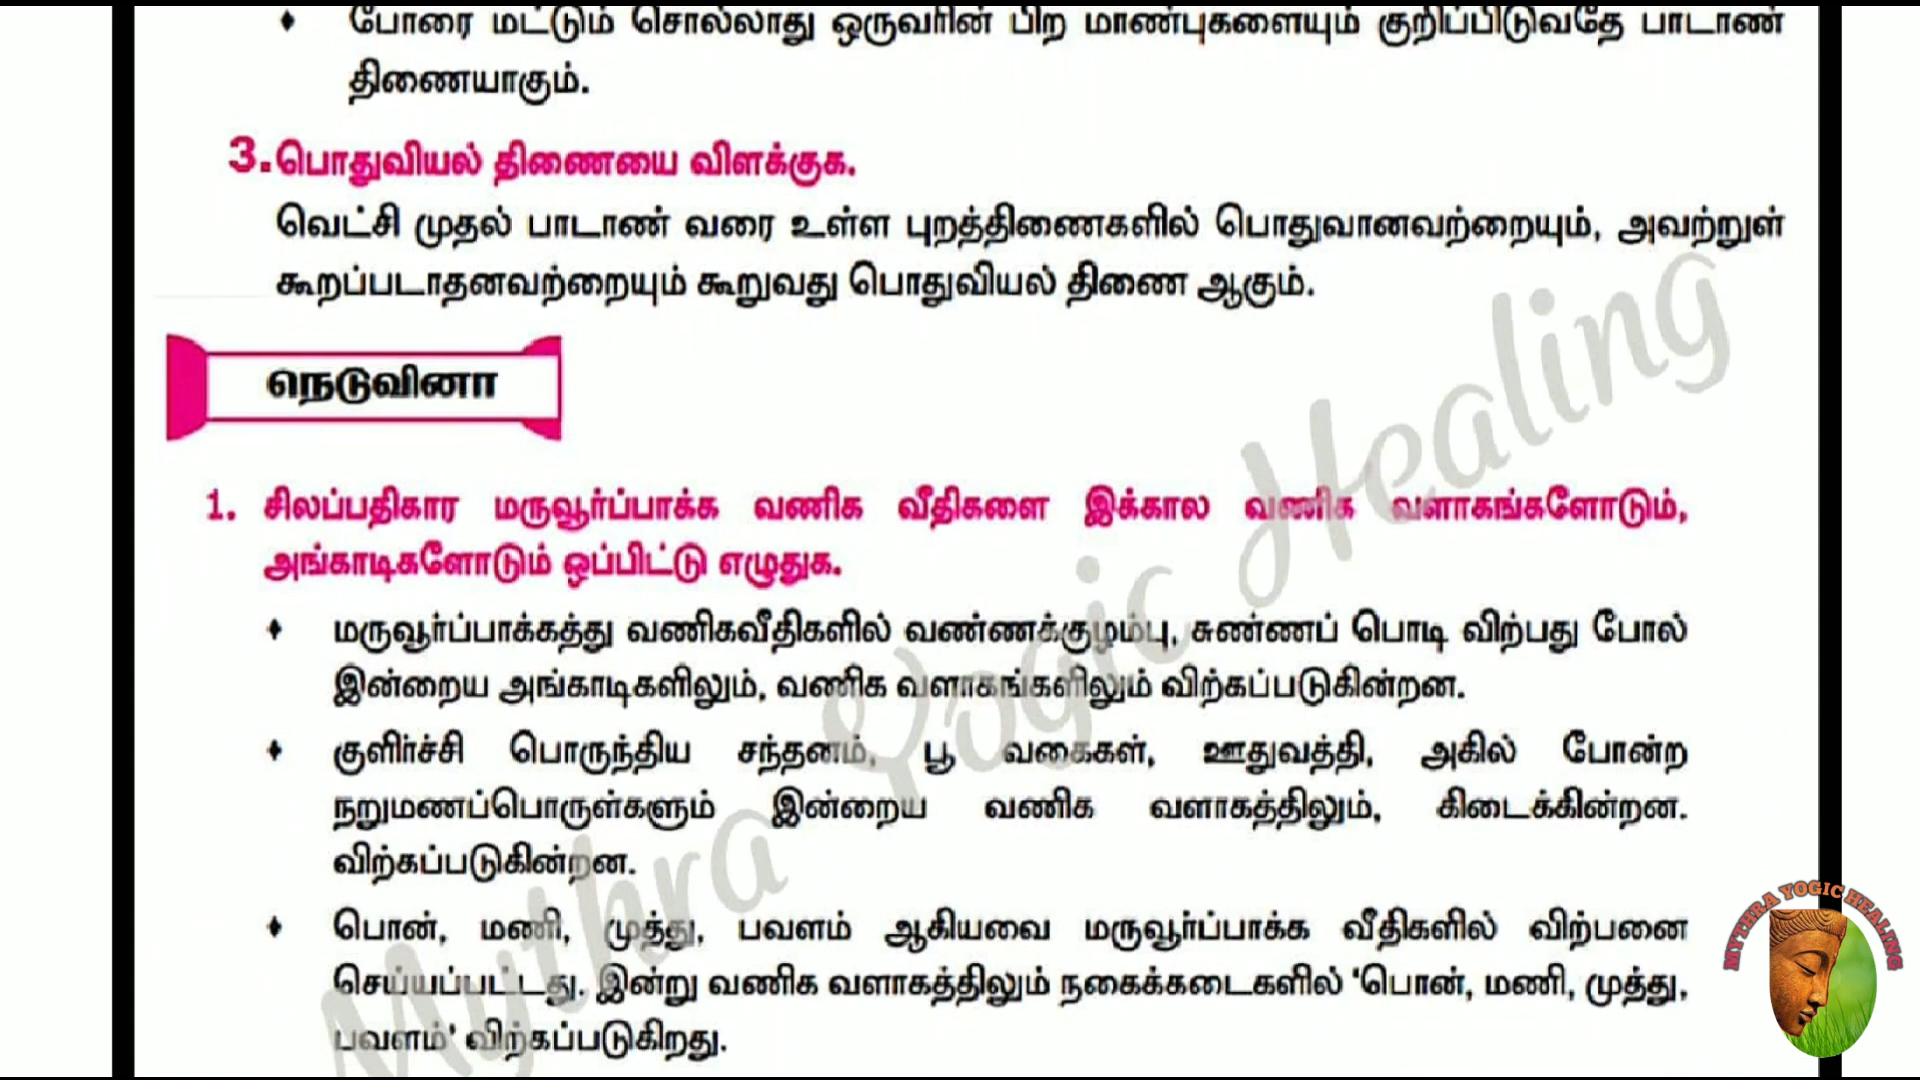 ♦ போரை மட்டும் சொல்லாது ஒருவரின் பிற மாண்புகளையும் குறிப்பிடுவதே பாடாண்
திணையாகும்.
3. பொதுவியல் திணையை விளக்குக.
வெட்சி முதல் பாடாண் வரை உள்ள புறத்திணைகளில் பொதுவானவற்றையும், அவற்றுள்
கூறப்படாதனவற்றையும் கூறுவது பொதுவியல் திணை ஆகும்.
நெடுவினா
1. சிலப்பதிகார மருவூர்ப்பாக்க வணிக வீதிகளை இக்கால வணிக வளாகங்களோடும்,
அங்காடிகளோடும் ஒப்பிட்டு எழுதுக.
♦ மருவூர்ப்பாக்கத்து வணிகவீதிகளில் வண்ணக்குழம்பு, சுண்ணப் பொடி விற்பது போல்
இன்றைய அங்காடிகளிலும், வணிக வளாகங்களிலும் விற்கப்படுகின்றன.
♦ குளிர்ச்சி பொருந்திய சந்தனம், பூ வகைகள், ஊதுவத்தி, அகில் போன்ற
நறுமணப்பொருள்களும் இன்றைய வணிக வளாகத்திலும், கிடைக்கின்றன.
விற்கப்படுகின்றன.
♦ பொன், மணி, முத்து, பவளம் ஆகியவை மருவூர்ப்பாக்க வீதிகளில் விற்பனை
செய்யப்பட்டது. இன்று வணிக வளாகத்திலும் நகைக்கடைகளில் 'பொன், மணி, முத்து,
பவளம்' விற்கப்படுகிறது.
Mythra Yogic Healing
MYTHRA YOGIC HEALING